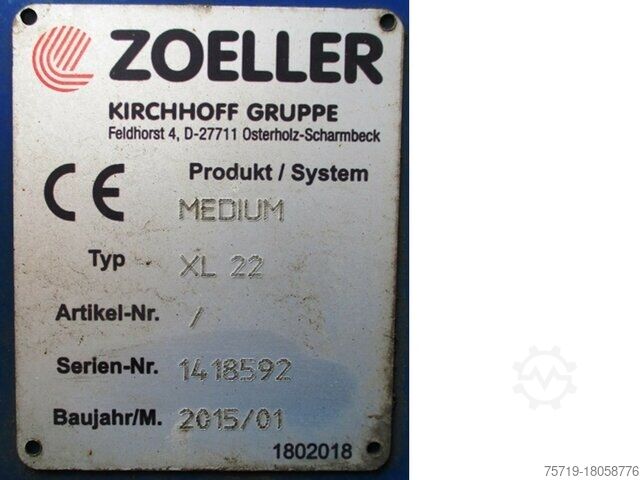 ZOELLER
KIRCHHOFF GRUPPE
Feldhorst 4, D-27711 Osterholz-Scharmbeck
CE
Produkt / System
MEDIUM
Typ XL 22
Artikel-Nr. /
Serien-Nr. 1418592
Baujahr/M. 2015/01
1802018
75719-18058776